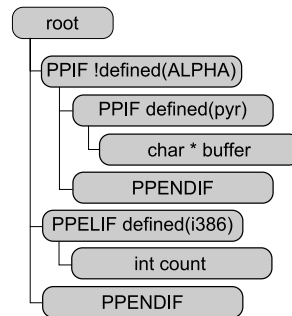 root
PPIF !defined(ALPHA)
PPIF defined(pyr)
char * buffer
PPENDIF
PPELIF defined(i386)
int count
PPENDIF